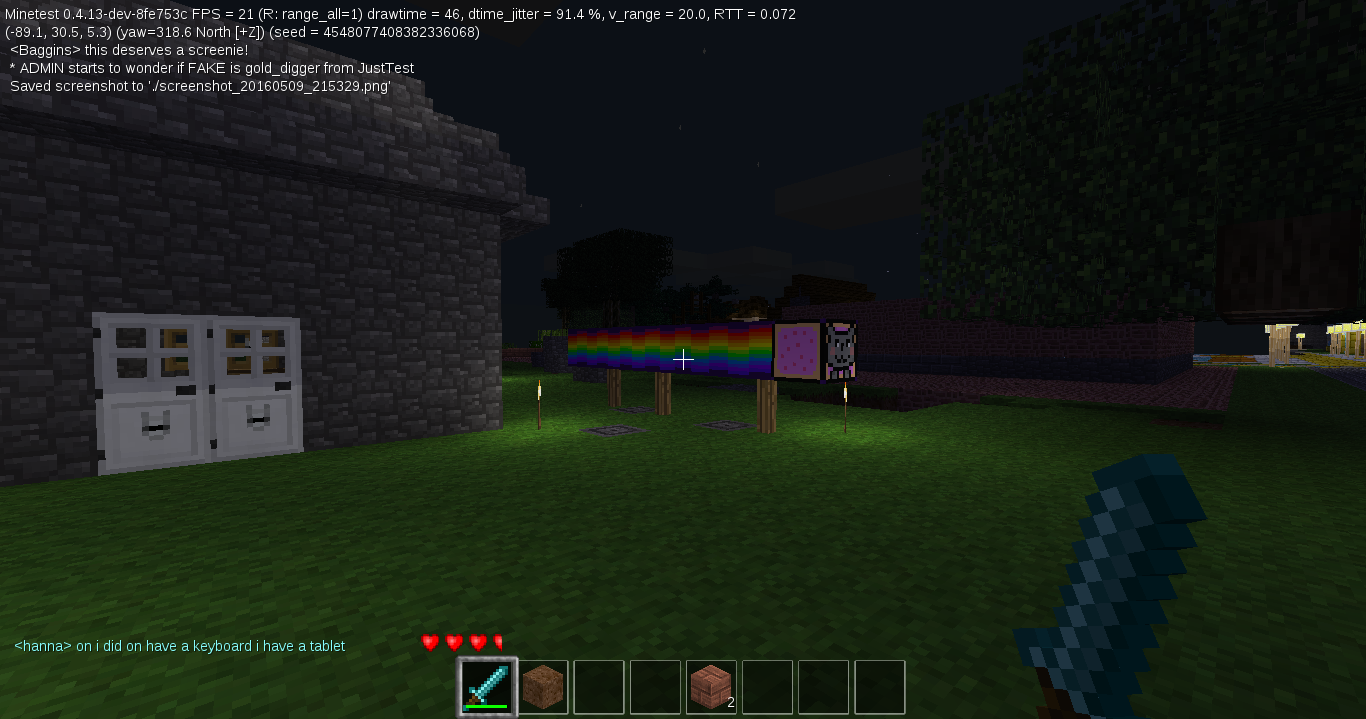 Minetest 0.4.13-dev-8fe753c FPS = 21 (R: range_all=1) drawtime = 46, dtime_jitter = 91.4 %, v_range = 20.0, RTT = 0.072
(-89.1, 30.5, 5.3) (yaw=318.6 North [+Z]) (seed = 4548077408382336068)
<Baggins> this deserves a screenie!
* ADMIN starts to wonder if FAKE is gold_digger from JustTest
Saved screenshot to './screenshot_20160509_215329.png'
<hanna> on i did on have a keyboard i have a tablet
2